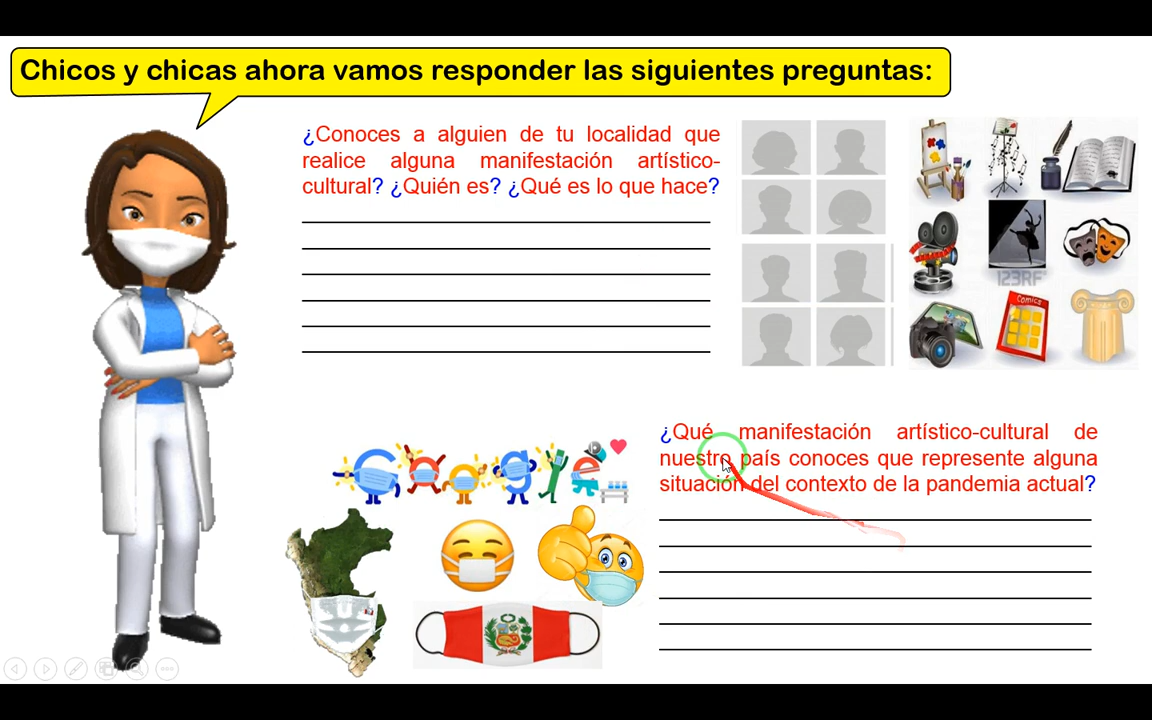 Chicos y chicas ahora vamos responder las siguientes preguntas:
¿Conoces a alguien de tu localidad que
realice alguna manifestación artístico-
cultural? ¿Quién es? ¿Qué es lo que hace?
123RF
Comics
¿Qué manifestación artístico-cultural de
nuestro país conoces que represente alguna
situación del contexto de la pandemia actual?
Google